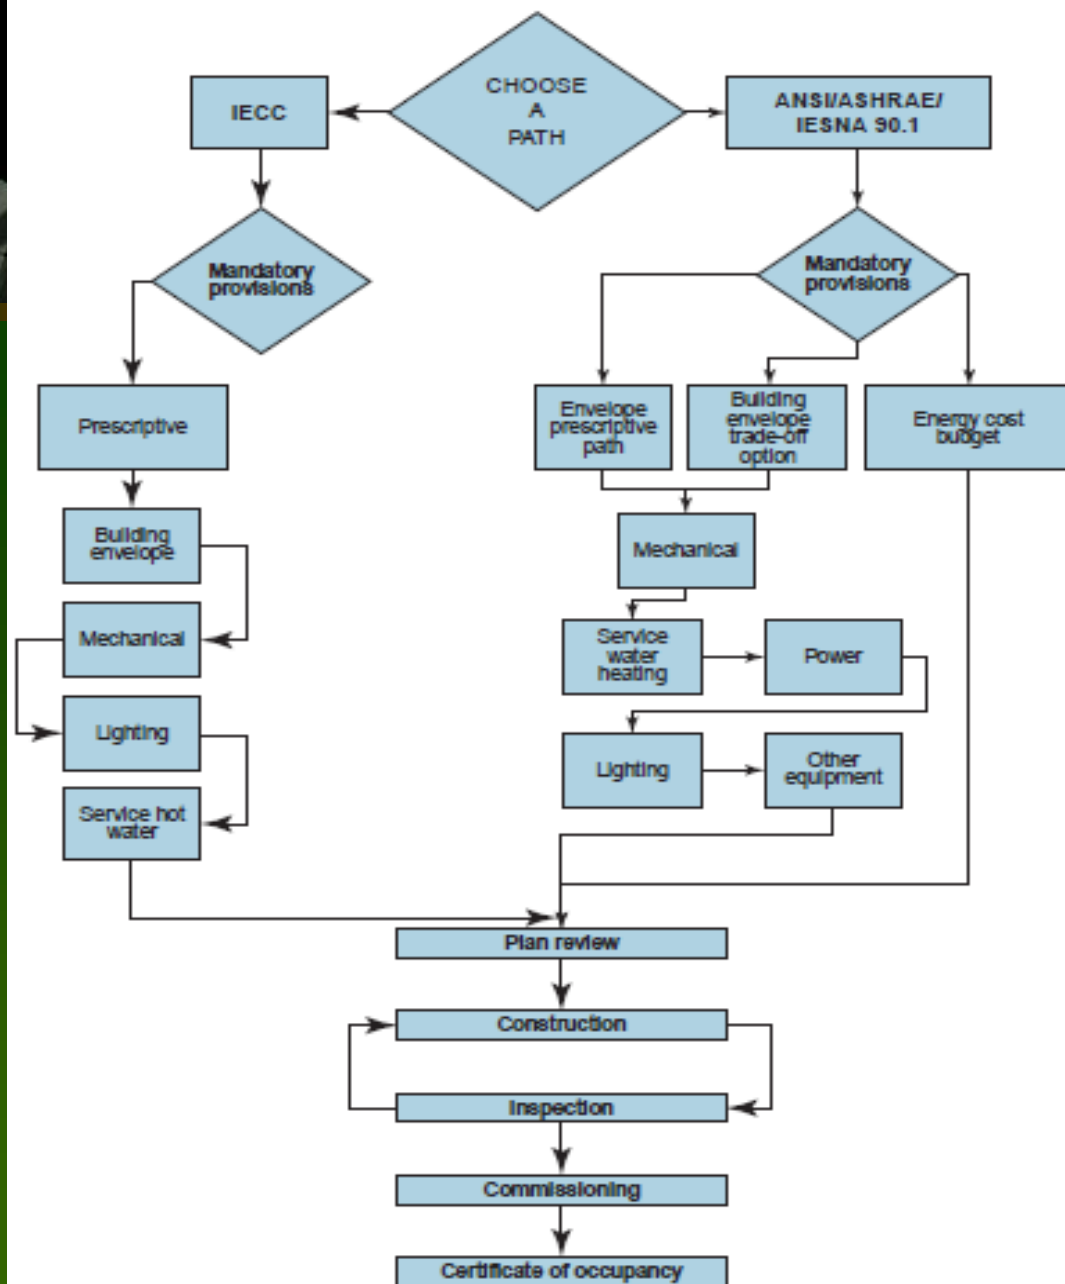 CHOOSE
A
PATH
IECC
ANSI/ASHRAE/
IESNA 90.1
Mandatory
provisions
Mandatory
provisions
Prescriptive
Envelope
prescriptive
path
Building
envelope
trade-off
option
Energy cost
budget
Building
envelope
Mechanical
Mechanical
Service
water
heating
Power
Lighting
Lighting
Other
equipment
Service hot
water
Plan review
Construction
Inspection
Commissioning
Certificate of occupancy